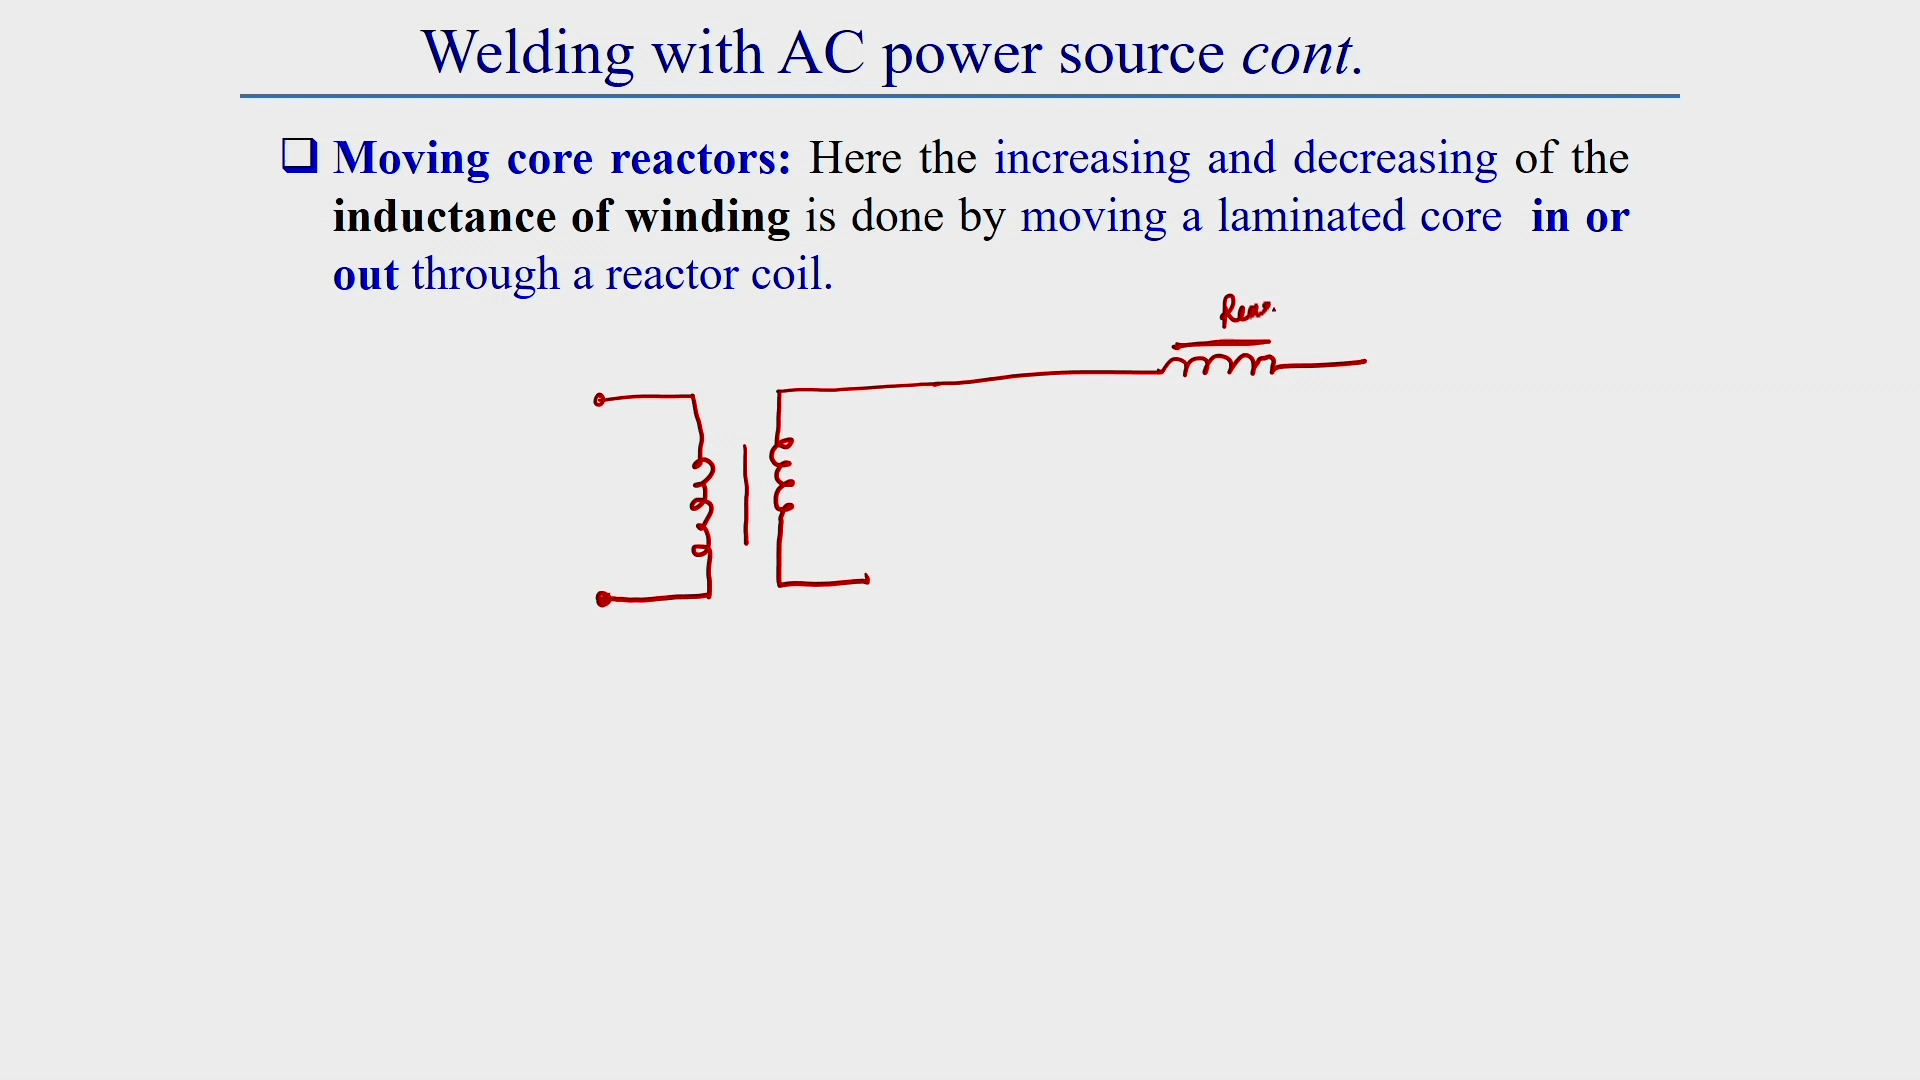 Welding with AC power source cont.
❑ Moving core reactors: Here the increasing and decreasing of the
inductance of winding is done by moving a laminated core in or
out through a reactor coil.